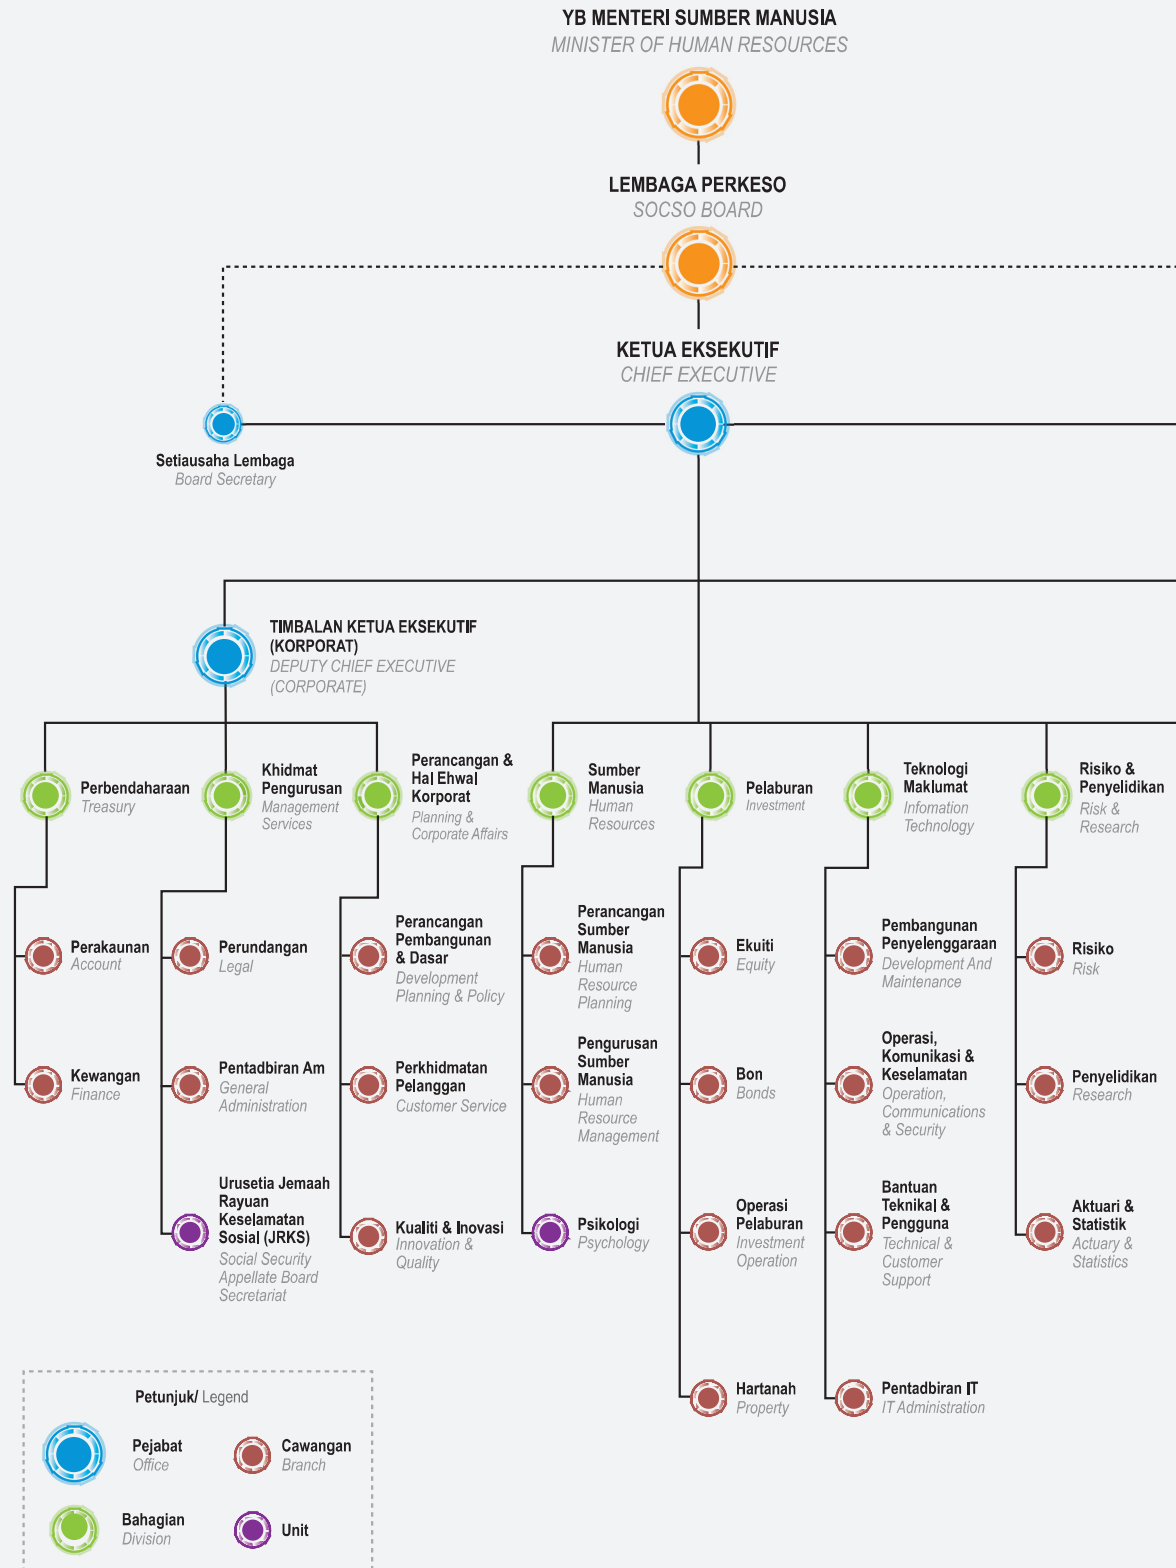 YB MENTERI SUMBER MANUSIA
MINISTER OF HUMAN RESOURCES
LEMBAGA PERKESO
SOCSO BOARD
KETUA EKSEKUTIF
CHIEF EXECUTIVE
Setiausaha Lembaga
Board Secretary
TIMBALAN KETUA EKSEKUTIF
(KORPORAT)
DEPUTY CHIEF EXECUTIVE
(CORPORATE)
Perbendaharaan
Treasury
Khidmat
Pengurusan
Management
Services
Perancangan &
Hal Ehwal
Korporat
Planning &
Corporate Affairs
Sumber
Manusia
Human
Resources
Pelaburan
Investment
Teknologi
Maklumat
Infomation
Technology
Risiko &
Penyelidikan
Risk &
Research
Perakaunan
Account
Perundangan
Legal
Perancangan
Pembangunan
& Dasar
Development
Planning & Policy
Perancangan
Sumber
Manusia
Human
Resource
Planning
Ekuiti
Equity
Pembangunan
Penyelenggaraan
Development And
Maintenance
Risiko
Risk
Kewangan
Finance
Pentadbiran Am
General
Administration
Perkhidmatan
Pelanggan
Customer Service
Pengurusan
Sumber
Manusia
Human
Resource
Management
Bon
Bonds
Operasi,
Komunikasi &
Keselamatan
Operation,
Communications
& Security
Penyelidikan
Research
Urusetia Jemaah
Rayuan
Keselamatan
Sosial (JRKS)
Social Security
Appellate Board
Secretariat
Kualiti & Inovasi
Innovation &
Quality
Psikologi
Psychology
Operasi
Pelaburan
Investment
Operation
Bantuan
Teknikal &
Pengguna
Technical &
Customer
Support
Aktuari &
Statistik
Actuary &
Statistics
Hartanah
Property
Pentadbiran IT
IT Administration
Petunjuk/ Legend
Pejabat
Office
Cawangan
Branch
Bahagian
Division
Unit